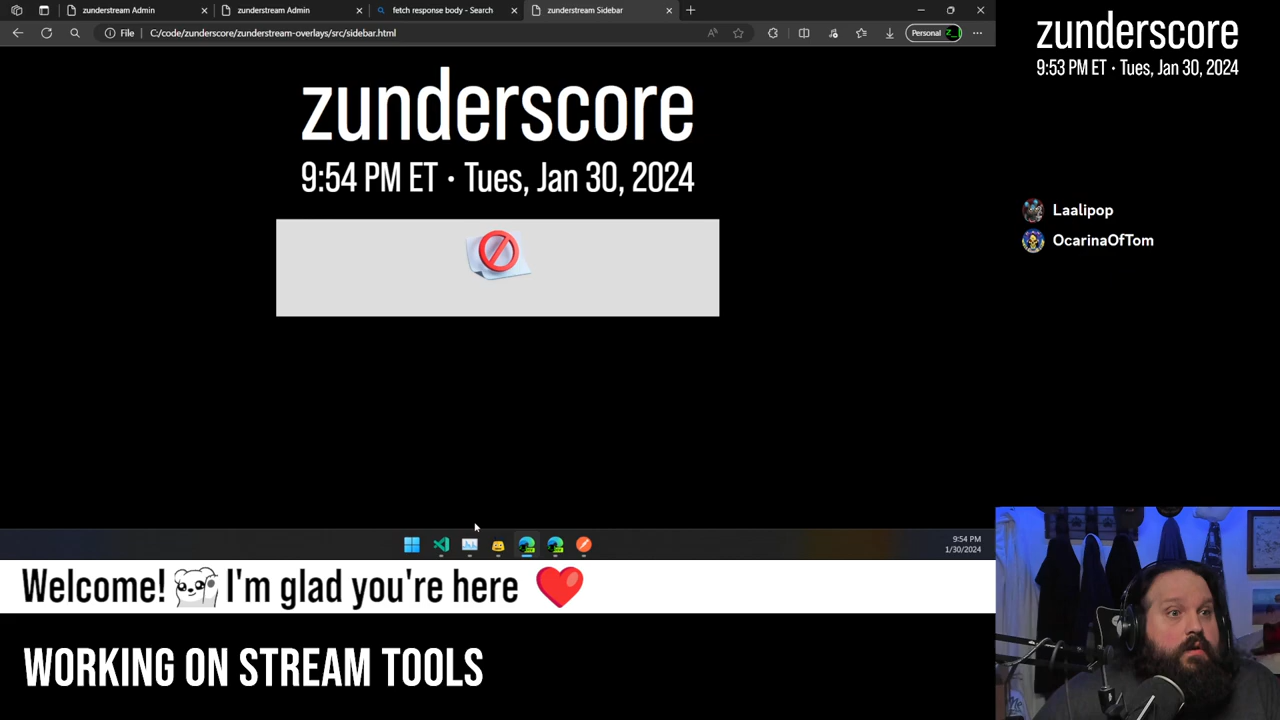 zunderstream Admin
zunderstream Admin
fetch response body - Search
zunderstream Sidebar
File
C:/code/zunderscore/zunderstream-overlays/src/sidebar.html
Personal
zunderscore
9:54 PM ET · Tues, Jan 30, 2024
zunderscore
9:53 PM ET · Tues, Jan 30, 2024
Laalipop
OcarinaOfTom
9:54 PM
1/30/2024
Welcome! I'm glad you're here
WORKING ON STREAM TOOLS